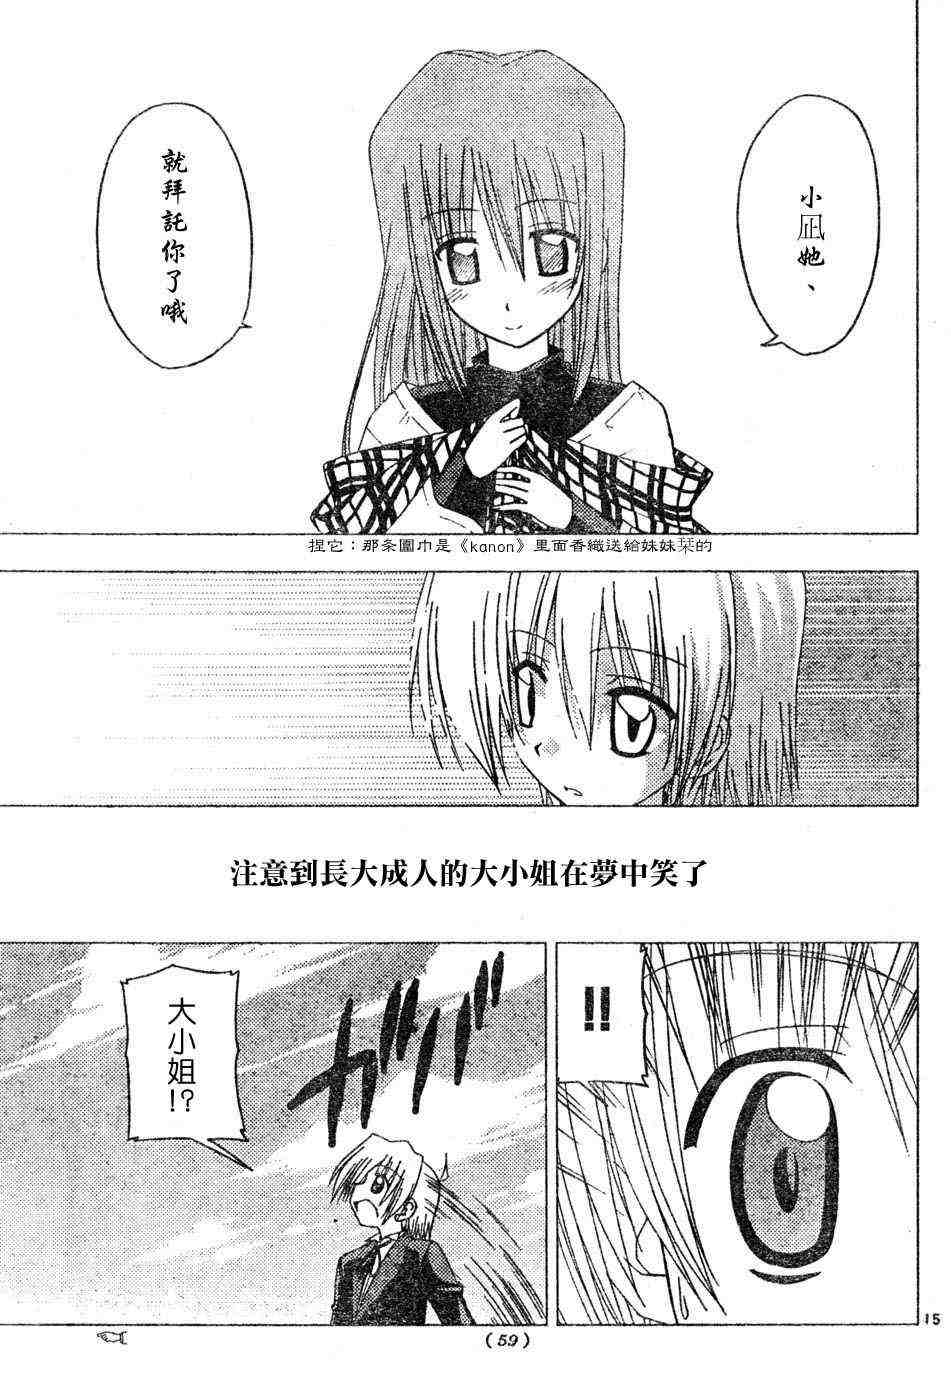 小凪她、
就拜託你了哦
捏它：那条圍巾是《kanon》里面香織送給妹妹栞的
注意到長大成人的大小姐在夢中笑了
!!
ガバッ
大小姐!?
15
(59)